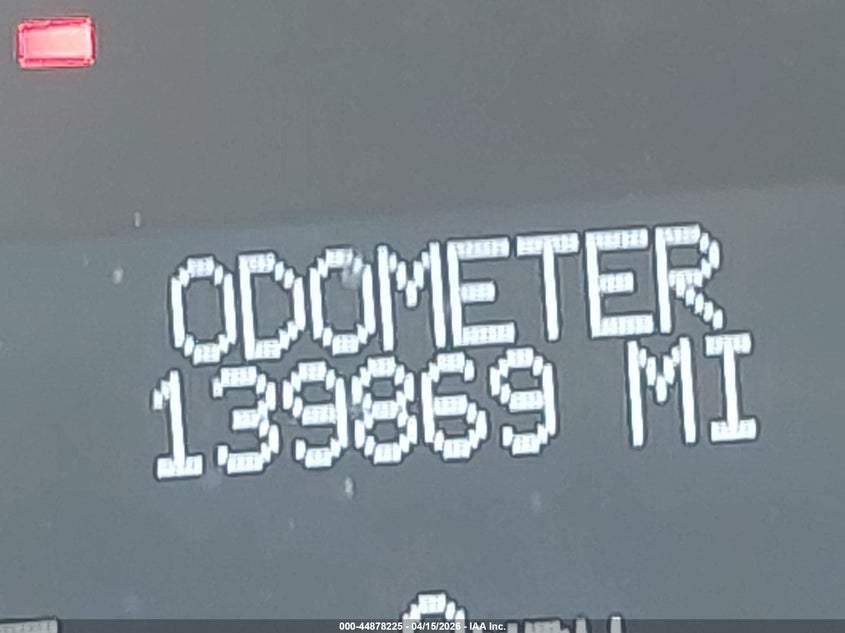 ODOMETER
139869 MI
000-44878225 - 04/15/2026 - IAA Inc.